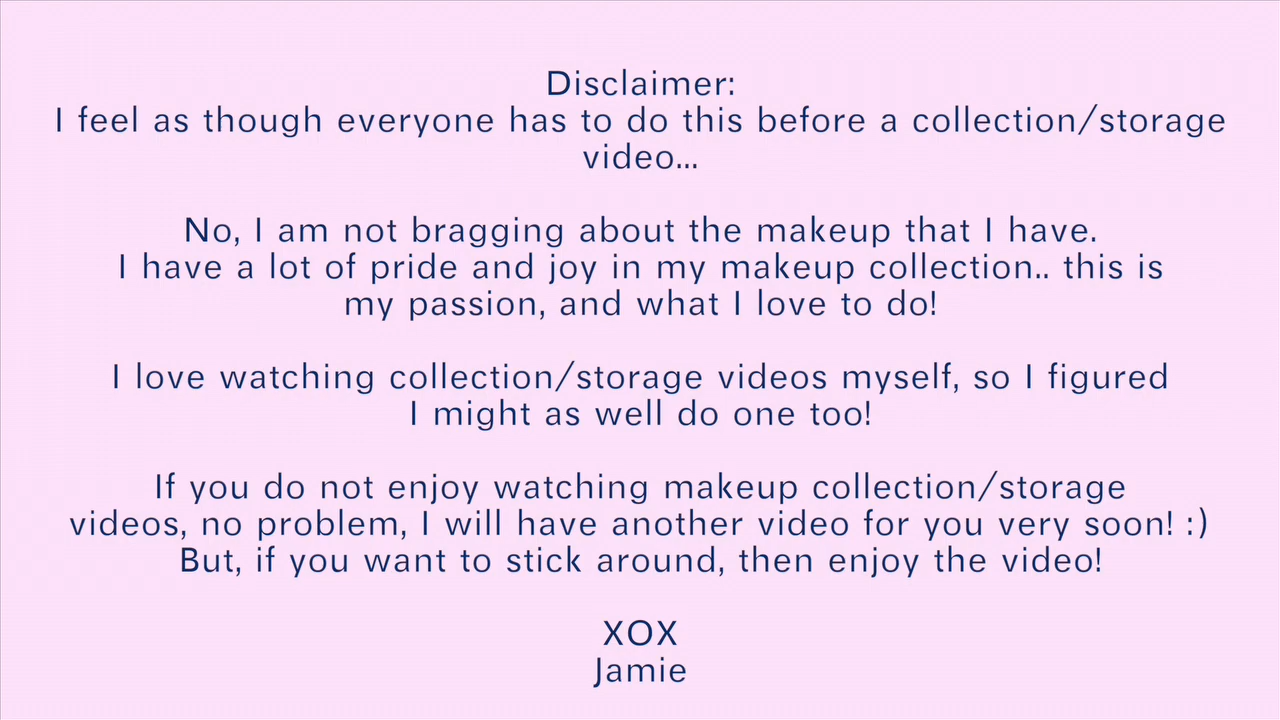 Disclaimer:
I feel as though everyone has to do this before a collection/storage
video...
No, I am not bragging about the makeup that I have.
I have a lot of pride and joy in my makeup collection.. this is
my passion, and what I love to do!
I love watching collection/storage videos myself, so I figured
I might as well do one too!
If you do not enjoy watching makeup collection/storage
videos, no problem, I will have another video for you very soon! :)
But, if you want to stick around, then enjoy the video!
XOX
Jamie